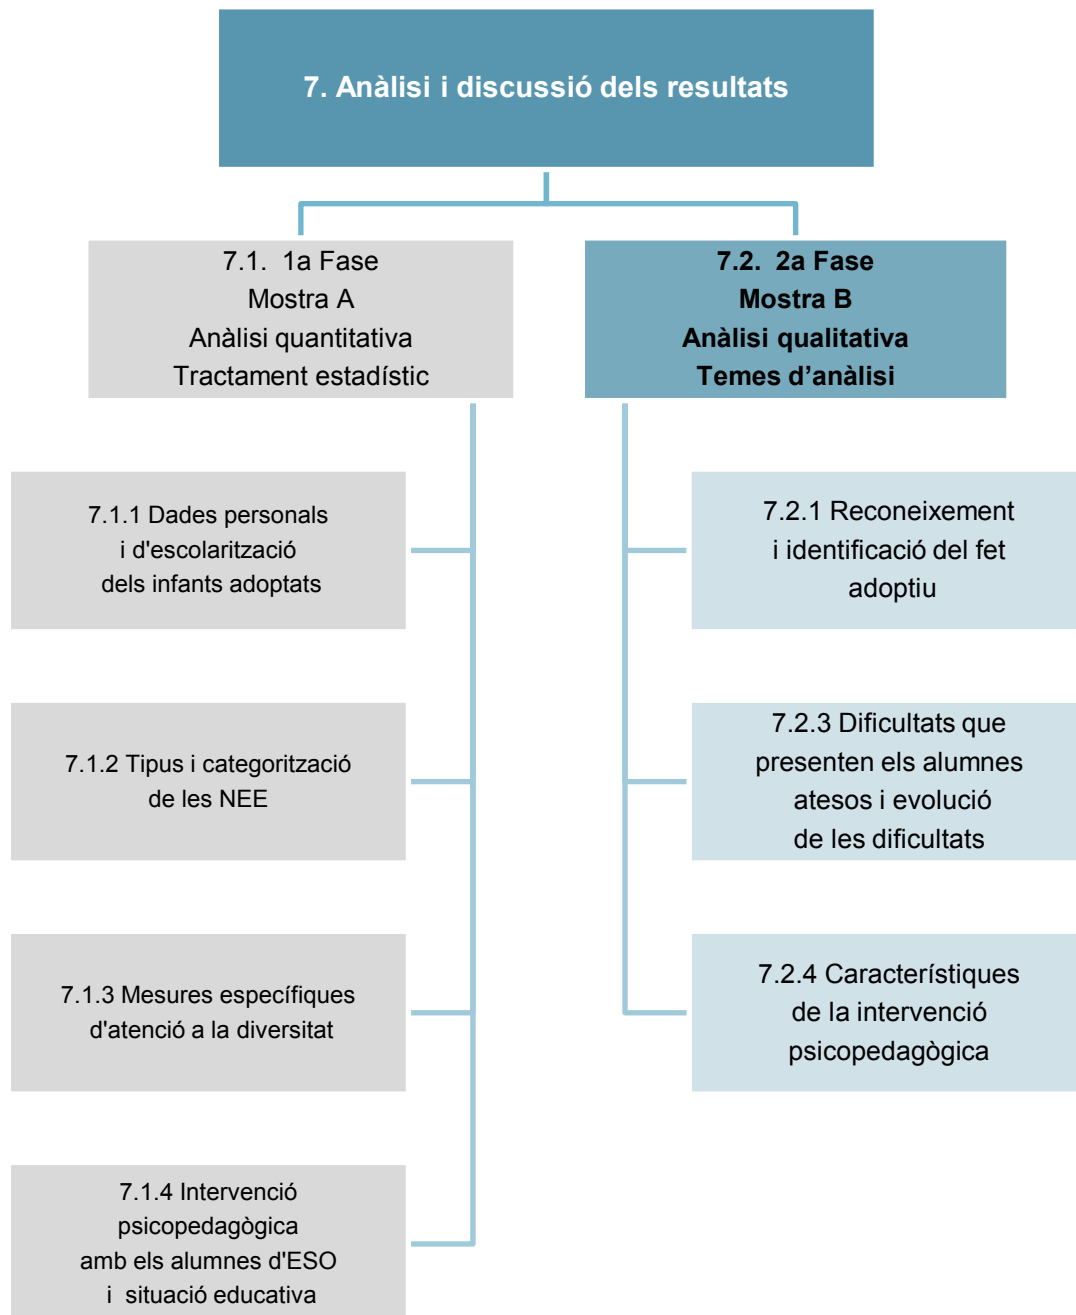 7. Anàlisi i discussió dels resultats
7.1. 1a Fase
Mostra A
Anàlisi quantitativa
Tractament estadístic
7.2. 2a Fase
Mostra B
Anàlisi qualitativa
Temes d’anàlisi
7.1.1 Dades personals
i d'escolarització
dels infants adoptats
7.1.2 Tipus i categorització
de les NEE
7.1.3 Mesures específiques
d'atenció a la diversitat
7.1.4 Intervenció
psicopedagògica
amb els alumnes d'ESO
i situació educativa
7.2.1 Reconeixement
i identificació del fet
adoptiu
7.2.3 Dificultats que
presenten els alumnes
atesos i evolució
de les dificultats
7.2.4 Característiques
de la intervenció
psicopedagògica